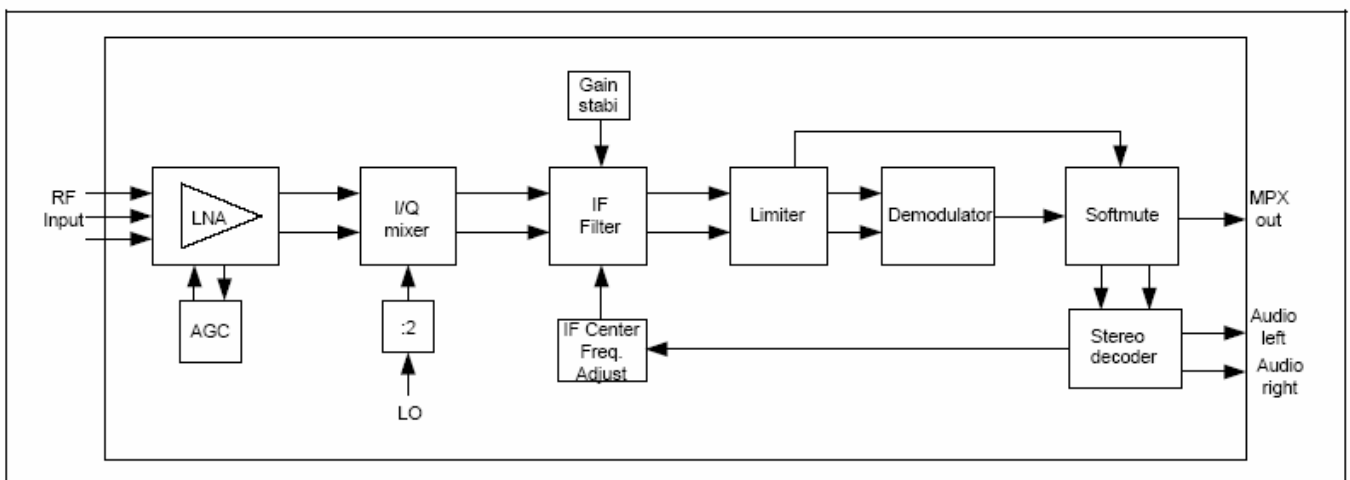 Gain
stabi
RF
Input
LNA
I/Q
mixer
IF
Filter
Limiter
Demodulator
Softmute
MPX
out
AGC
:2
LO
IF Center
Freq.
Adjust
Stereo
decoder
Audio
left
Audio
right